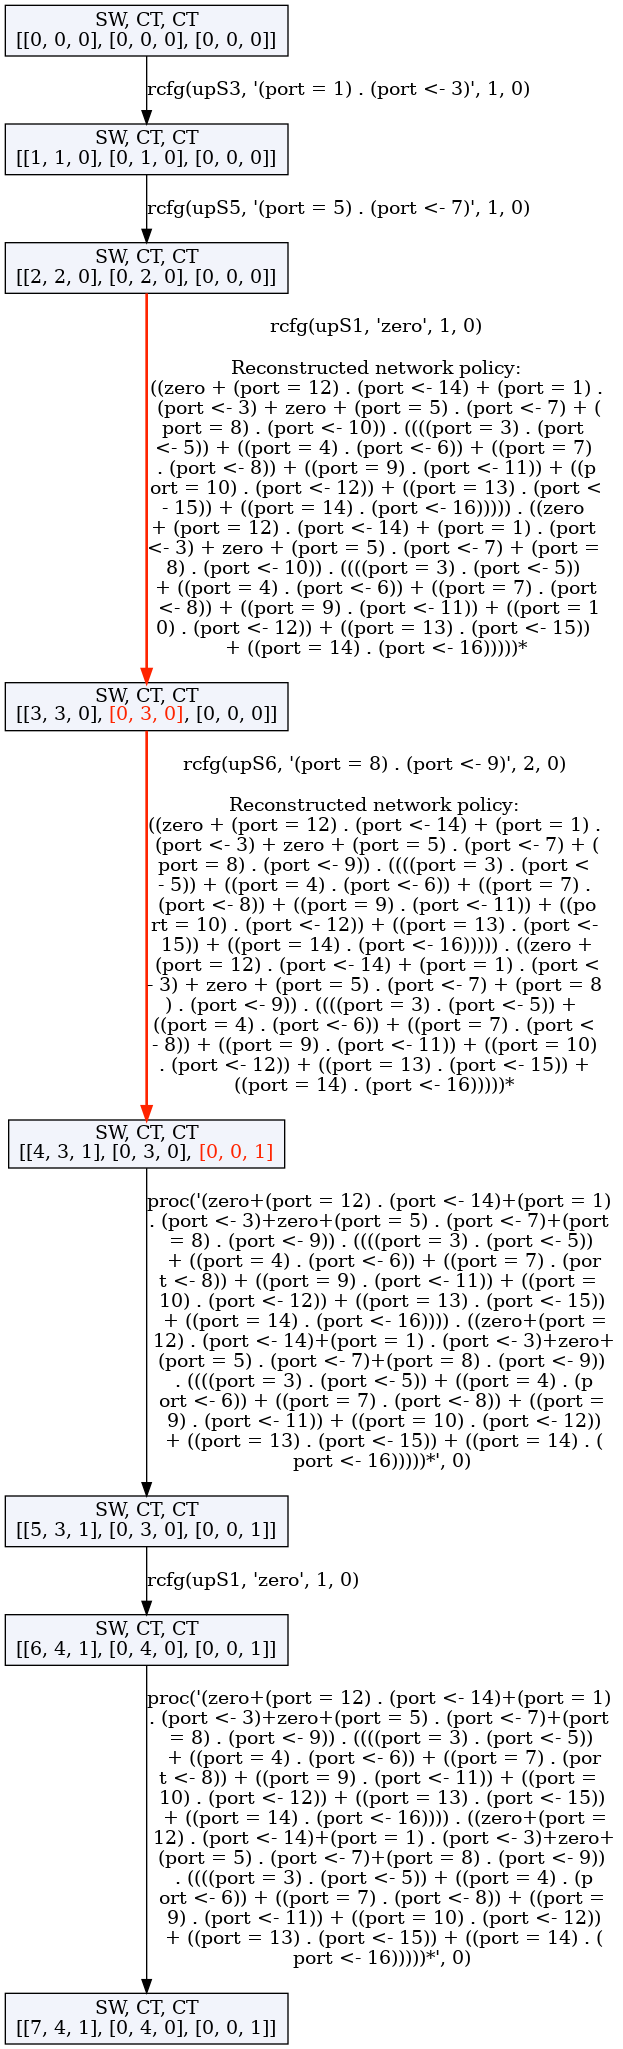 SW, CT, CT
[[0, 0, 0], [0, 0, 0], [0, 0, 0]]
rcfg(upS3, '(port = 1) . (port <- 3)', 1, 0)
SW, CT, CT
[[1, 1, 0], [0, 1, 0], [0, 0, 0]]
rcfg(upS5, '(port = 5) . (port <- 7)', 1, 0)
SW, CT, CT
[[2, 2, 0], [0, 2, 0], [0, 0, 0]]
rcfg(upS1, 'zero', 1, 0)
Reconstructed network policy:
((zero + (port = 12) . (port <- 14) + (port = 1) .
(port <- 3) + zero + (port = 5) . (port <- 7) + (
port = 8) . (port <- 10)) . ((((port = 3) . (port
<- 5)) + ((port = 4) . (port <- 6)) + ((port = 7)
. (port <- 8)) + ((port = 9) . (port <- 11)) + ((p
ort = 10) . (port <- 12)) + ((port = 13) . (port <
- 15)) + ((port = 14) . (port <- 16))))) . ((zero
+ (port = 12) . (port <- 14) + (port = 1) . (port
<- 3) + zero + (port = 5) . (port <- 7) + (port =
8) . (port <- 10)) . ((((port = 3) . (port <- 5))
+ ((port = 4) . (port <- 6)) + ((port = 7) . (port
<- 8)) + ((port = 9) . (port <- 11)) + ((port = 1
0) . (port <- 12)) + ((port = 13) . (port <- 15))
+ ((port = 14) . (port <- 16)))))*
SW, CT, CT
[[3, 3, 0], [0, 3, 0], [0, 0, 0]]
rcfg(upS6, '(port = 8) . (port <- 9)', 2, 0)
Reconstructed network policy:
((zero + (port = 12) . (port <- 14) + (port = 1) .
(port <- 3) + zero + (port = 5) . (port <- 7) + (
port = 8) . (port <- 9)) . ((((port = 3) . (port <
- 5)) + ((port = 4) . (port <- 6)) + ((port = 7) .
(port <- 8)) + ((port = 9) . (port <- 11)) + ((po
rt = 10) . (port <- 12)) + ((port = 13) . (port <-
15)) + ((port = 14) . (port <- 16))))) . ((zero +
(port = 12) . (port <- 14) + (port = 1) . (port <
- 3) + zero + (port = 5) . (port <- 7) + (port = 8
) . (port <- 9)) . ((((port = 3) . (port <- 5)) +
((port = 4) . (port <- 6)) + ((port = 7) . (port <
- 8)) + ((port = 9) . (port <- 11)) + ((port = 10)
. (port <- 12)) + ((port = 13) . (port <- 15)) +
((port = 14) . (port <- 16)))))*
SW, CT, CT
[[4, 3, 1], [0, 3, 0], [0, 0, 1]
proc('(zero+(port = 12) . (port <- 14)+(port = 1)
. (port <- 3)+zero+(port = 5) . (port <- 7)+(port
= 8) . (port <- 9)) . ((((port = 3) . (port <- 5))
+ ((port = 4) . (port <- 6)) + ((port = 7) . (por
t <- 8)) + ((port = 9) . (port <- 11)) + ((port =
10) . (port <- 12)) + ((port = 13) . (port <- 15))
+ ((port = 14) . (port <- 16)))) . ((zero+(port =
12) . (port <- 14)+(port = 1) . (port <- 3)+zero+
(port = 5) . (port <- 7)+(port = 8) . (port <- 9))
. ((((port = 3) . (port <- 5)) + ((port = 4) . (p
ort <- 6)) + ((port = 7) . (port <- 8)) + ((port =
9) . (port <- 11)) + ((port = 10) . (port <- 12))
+ ((port = 13) . (port <- 15)) + ((port = 14) . (
port <- 16)))))*', 0)
SW, CT, CT
[[5, 3, 1], [0, 3, 0], [0, 0, 1]]
rcfg(upS1, 'zero', 1, 0)
SW, CT, CT
[[6, 4, 1], [0, 4, 0], [0, 0, 1]]
proc('(zero+(port = 12) . (port <- 14)+(port = 1)
. (port <- 3)+zero+(port = 5) . (port <- 7)+(port
= 8) . (port <- 9)) . ((((port = 3) . (port <- 5))
+ ((port = 4) . (port <- 6)) + ((port = 7) . (por
t <- 8)) + ((port = 9) . (port <- 11)) + ((port =
10) . (port <- 12)) + ((port = 13) . (port <- 15))
+ ((port = 14) . (port <- 16)))) . ((zero+(port =
12) . (port <- 14)+(port = 1) . (port <- 3)+zero+
(port = 5) . (port <- 7)+(port = 8) . (port <- 9))
. ((((port = 3) . (port <- 5)) + ((port = 4) . (p
ort <- 6)) + ((port = 7) . (port <- 8)) + ((port =
9) . (port <- 11)) + ((port = 10) . (port <- 12))
+ ((port = 13) . (port <- 15)) + ((port = 14) . (
port <- 16)))))*', 0)
SW, CT, CT
[[7, 4, 1], [0, 4, 0], [0, 0, 1]]